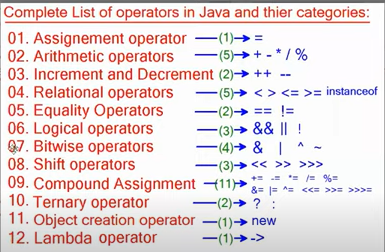 Complete List of operators in Java and thier categories:
01. Assignement operator (1) =
02. Arithmetic operators (5) + - * / %
03. Increment and Decrement (2) ++ --
04. Relational operators (5) < > <= >= instanceof
05. Equality Operators (2) == !=
06. Logical operators (3) && || !
07. Bitwise operators (4) & | ^ ~
08. Shift operators (3) << >> >>>
09. Compound Assignment (11) += -= *= /= %=
&= |= ^= <<= >>= >>>=
10. Ternary operator (2) ? :
11. Object creation operator (1) new
12. Lambda operator (1) ->